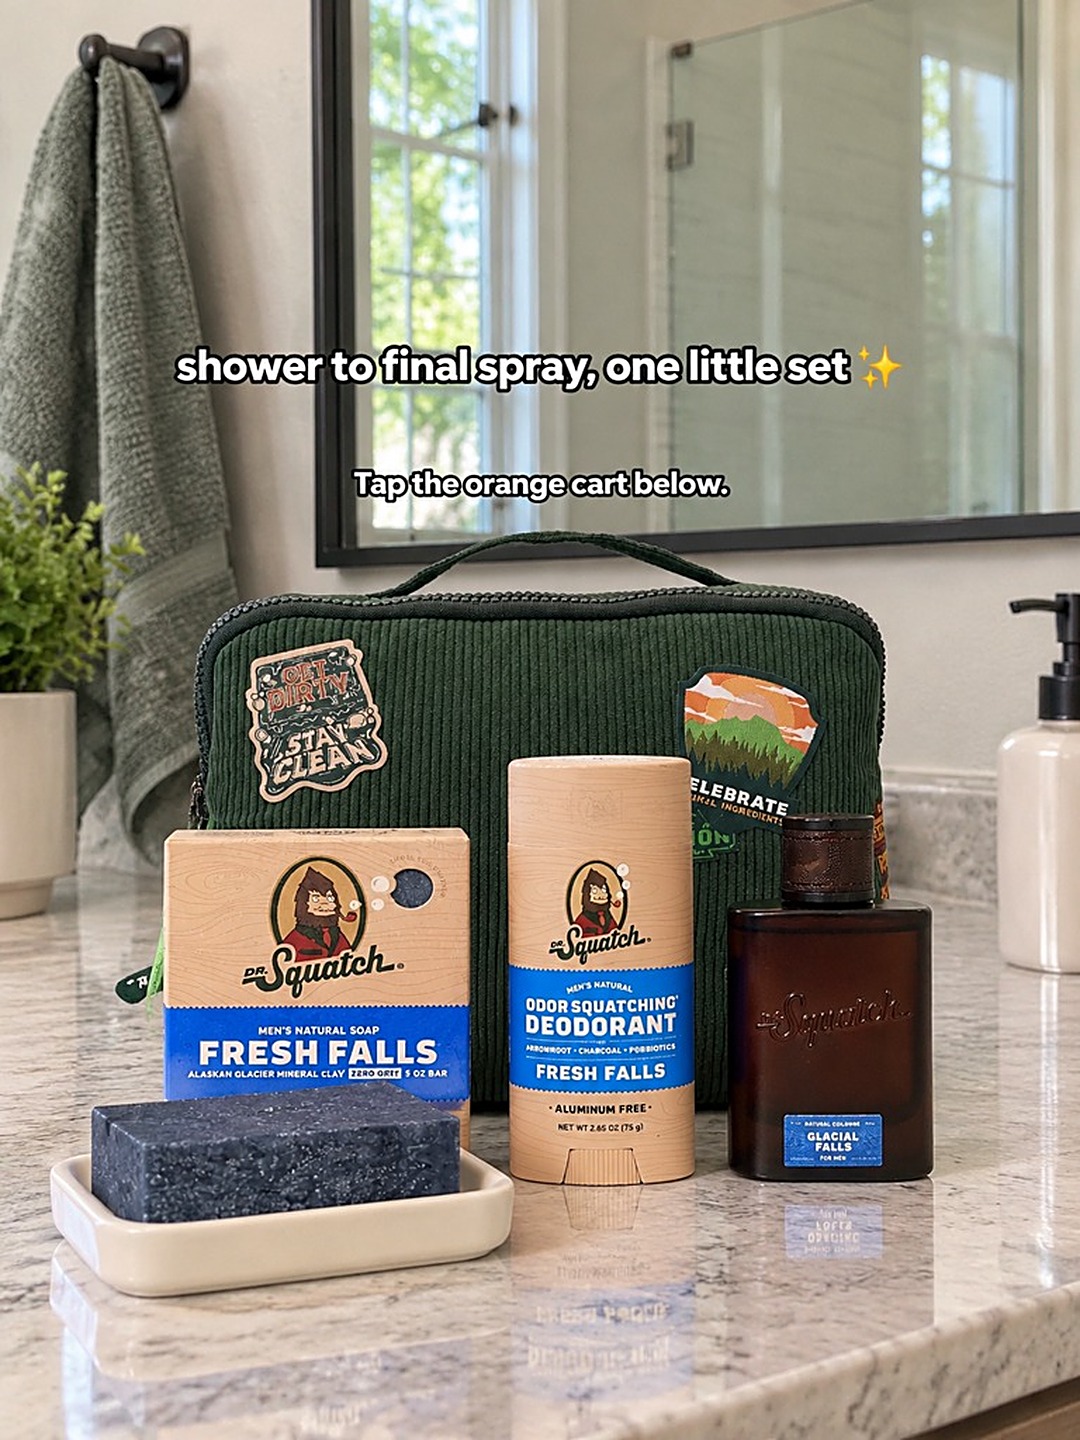 shower to final spray, one little set ✨
Tap the orange cart below.
GET
DIRTY
STAY
CLEAN
ELEBRATE
INGREDIENTS
DR. Squatch
MEN'S NATURAL SOAP
FRESH FALLS
ALASKAN GLACIER MINERAL CLAY ZERO GRIT 5 OZ BAR
DR. Squatch
MEN'S NATURAL
ODOR SQUATCHING
DEODORANT
ARROWROOT · CHARCOAL · POBBIOTICS
FRESH FALLS
· ALUMINUM FREE ·
NET WT 2.65 OZ (75 g)
DR. Squatch
NATURAL COLOGNE
GLACIAL
FALLS
FOR MEN